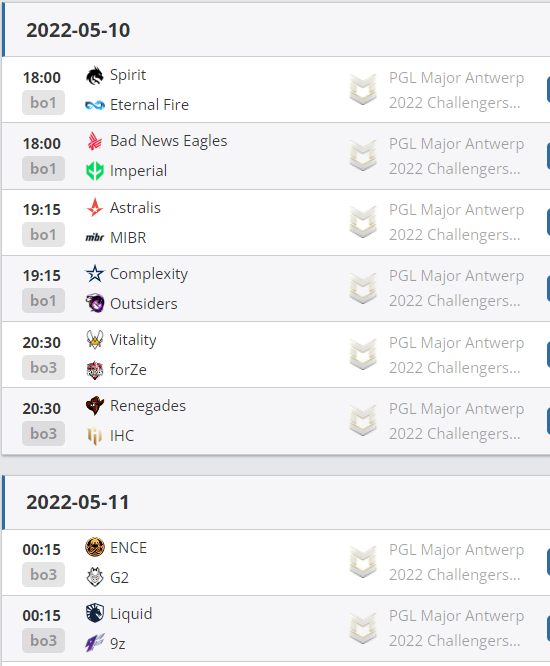 2022-05-10
18:00
bo1
Spirit
Eternal Fire
PGL Major Antwerp
2022 Challengers...
18:00
bo1
Bad News Eagles
Imperial
PGL Major Antwerp
2022 Challengers...
19:15
bo1
Astralis
mibr
MIBR
PGL Major Antwerp
2022 Challengers...
19:15
bo1
Complexity
Outsiders
PGL Major Antwerp
2022 Challengers...
20:30
bo3
Vitality
forZe
PGL Major Antwerp
2022 Challengers...
20:30
bo3
Renegades
IHC
PGL Major Antwerp
2022 Challengers...
2022-05-11
00:15
bo3
ENCE
G2
PGL Major Antwerp
2022 Challengers...
00:15
bo3
Liquid
9z
PGL Major Antwerp
2022 Challengers...